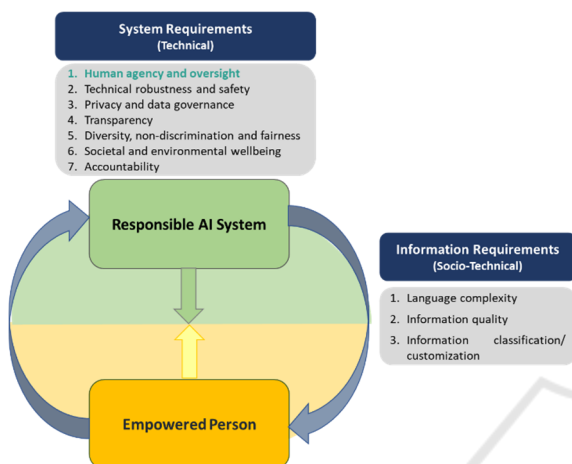 System Requirements
(Technical)
1. Human agency and oversight
2. Technical robustness and safety
3. Privacy and data governance
4. Transparency
5. Diversity, non-discrimination and fairness
6. Societal and environmental wellbeing
7. Accountability
Responsible AI System
Information Requirements
(Socio-Technical)
1. Language complexity
2. Information quality
3. Information classification/
customization
Empowered Person